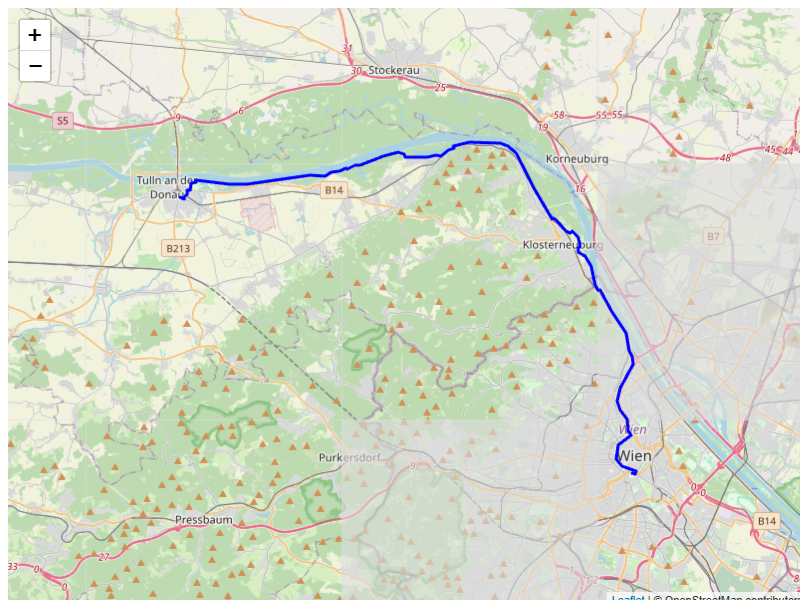 +
−
31
30
Stockerau
25
S5
9
6
58
55
55
19
Korneuburg
48
45
44
Tulln an der
Donau
B14
16
B213
Klosterneuburg
B7
Wien
Wien
Purkersdorf
9
0
0
Pressbaum
B14
27
33
0
0
1
Leaflet | © OpenStreetMap contributors